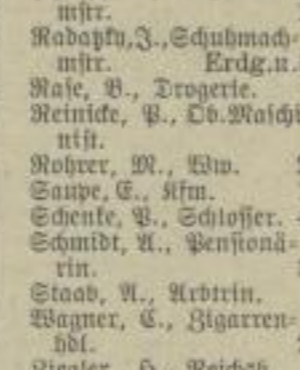 mstr.
Radatzky, J., Schuhmach-
mstr. Erdg. u.
Rase, B., Drogerie.
Reinicke, P., Ob. Maschi
nist.
Rohrer, M., Ww.
Saupe, E., Kfm.
Schenke, P., Schlosser.
Schmidt, A., Pensionä-
rin.
Staab, A., Arbtrin.
Wagner, C., Zigarren-
hdl.